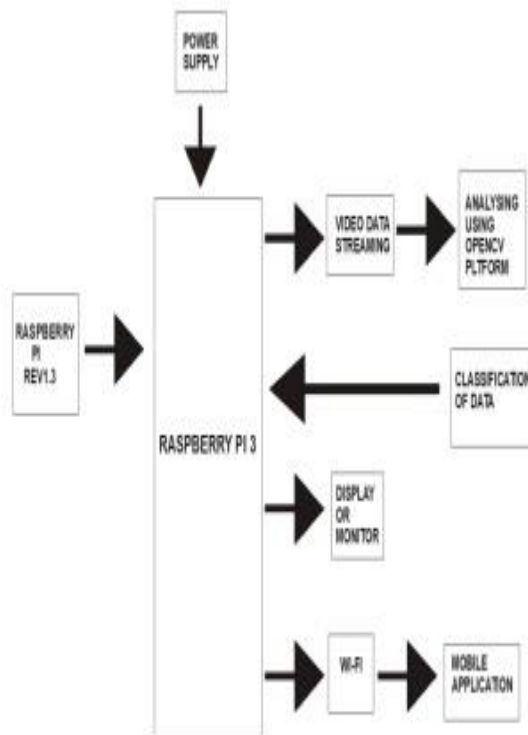 POWER
SUPPLY
VIDEO DATA
STREAMING
ANALYSING
USING
OPENCV
PLTFORM
RASPBERRY
PI
REV1.3
CLASSIFICATION
OF DATA
RASPBERRY PI 3
DISPLAY
OR
MONITOR
WI-FI
MOBILE
APPLICATION